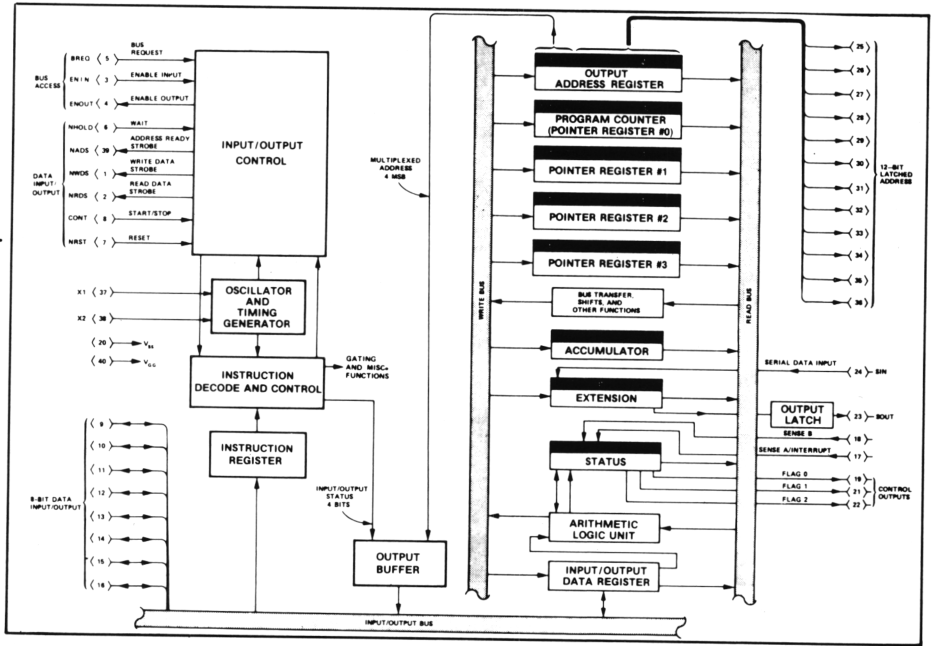 BUS ACCESS
BREQ 5 BUS REQUEST
ENIN 3 ENABLE INPUT
ENOUT 4 ENABLE OUTPUT
DATA INPUT/OUTPUT
NHOLD 6 WAIT
NADS 39 ADDRESS READY STROBE
NWDS 1 WRITE DATA STROBE
NRDS 2 READ DATA STROBE
CONT 8 START/STOP
NRST 7 RESET
INPUT/OUTPUT
CONTROL
X1 37
X2 38
20 VSS
40 VGG
OSCILLATOR
AND
TIMING
GENERATOR
INSTRUCTION
DECODE AND CONTROL
GATING
AND MISC.
FUNCTIONS
INSTRUCTION
REGISTER
8-BIT DATA
INPUT/OUTPUT
9
10
11
12
13
14
15
16
INPUT/OUTPUT
STATUS
4 BITS
OUTPUT
BUFFER
MULTIPLEXED
ADDRESS
4 MSB
INPUT/OUTPUT BUS
WRITE BUS
READ BUS
OUTPUT
ADDRESS REGISTER
PROGRAM COUNTER
(POINTER REGISTER #0)
POINTER REGISTER #1
POINTER REGISTER #2
POINTER REGISTER #3
BUS TRANSFER,
SHIFTS, AND
OTHER FUNCTIONS
ACCUMULATOR
EXTENSION
STATUS
ARITHMETIC
LOGIC UNIT
INPUT/OUTPUT
DATA REGISTER
25
26
27
28
29
30
31
32
33
34
35
36
12-BIT
LATCHED
ADDRESS
SERIAL DATA INPUT 24 SIN
OUTPUT
LATCH
23 SOUT
SENSE B 18
SENSE A/INTERRUPT 17
FLAG 0 19
FLAG 1 21
FLAG 2 22
CONTROL
OUTPUTS